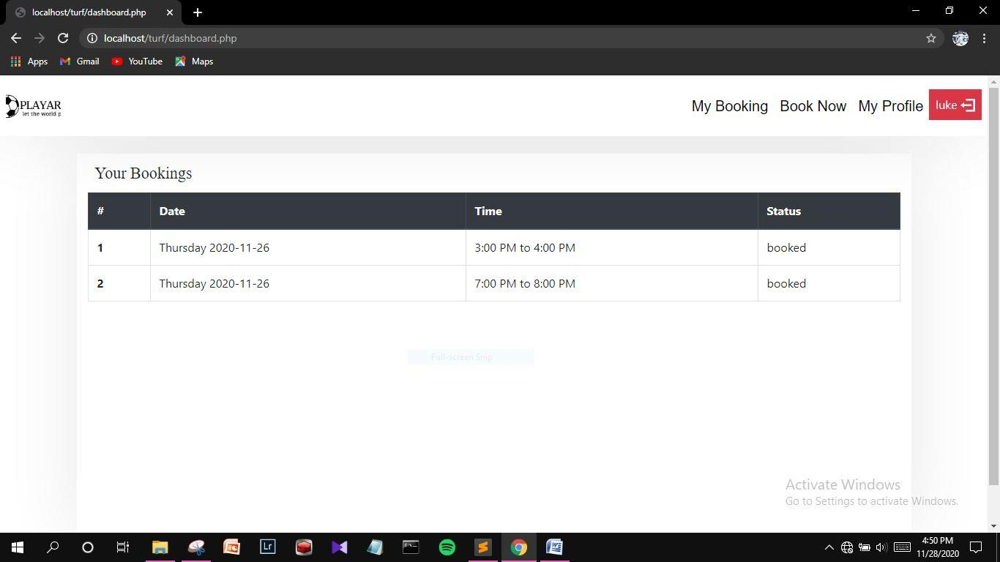 localhost/turf/dashboard.php
localhost/turf/dashboard.php
Apps Gmail YouTube Maps
PLAYAR
let the world p
My Booking Book Now My Profile luke
Your Bookings
# Date Time Status
1 Thursday 2020-11-26 3:00 PM to 4:00 PM booked
2 Thursday 2020-11-26 7:00 PM to 8:00 PM booked
Full-screen Snip
Activate Windows
Go to Settings to activate Windows.
Lr
4:50 PM
11/28/2020